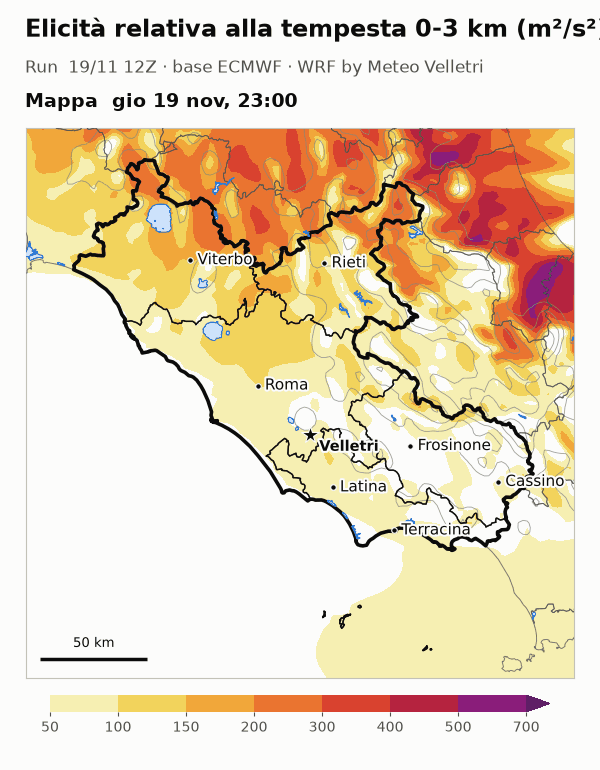 Elicità relativa alla tempesta 0-3 km (m²/s²)
Run 19/11 12Z · base ECMWF · WRF by Meteo Velletri
Mappa gio 19 nov, 23:00
Viterbo
Rieti
Roma
Velletri
Frosinone
Cassino
Latina
Terracina
50 km
50 100 150 200 300 400 500 700